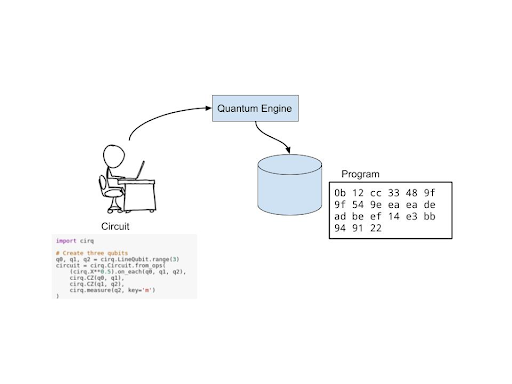 Quantum Engine
Program
0b 12 cc 33 48 9f
9f 54 9e ea ea de
ad be ef 14 e3 bb
94 91 22
Circuit
import cirq
# Create three qubits
q0, q1, q2 = cirq.LineQubit.range(3)
circuit = cirq.Circuit.from_ops(
    (cirq.X**0.5).on_each(q0, q1, q2),
    cirq.CZ(q0, q1),
    cirq.CZ(q1, q2),
    cirq.measure(q2, key='m')
)